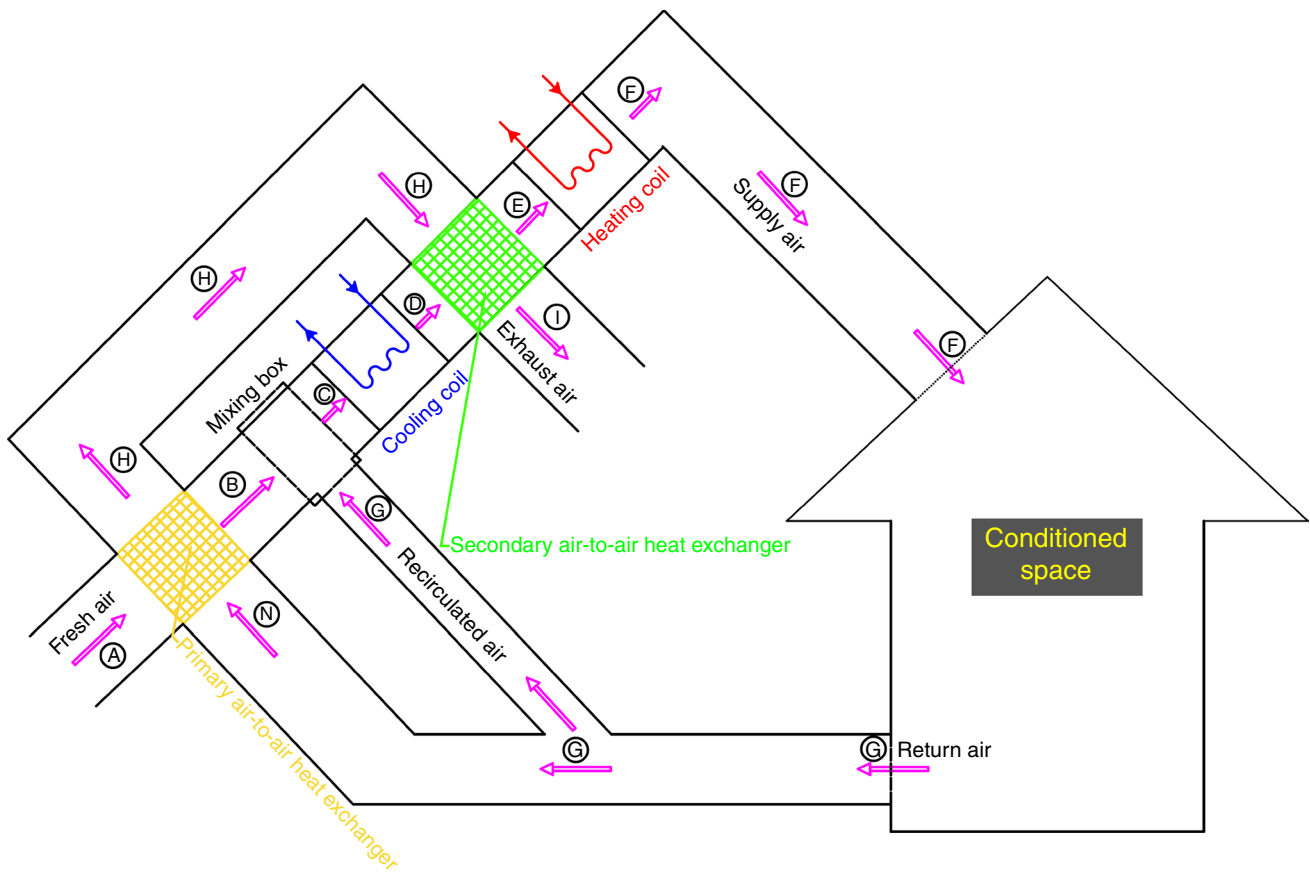 F
H
E
Heating coil
F
Supply air
H
D
I
Exhaust air
F
Mixing box
C
Cooling coil
H
B
G
Secondary air-to-air heat exchanger
Conditioned
space
Recirculated air
Fresh air
A
N
Primary air-to-air heat exchanger
G
G
Return air